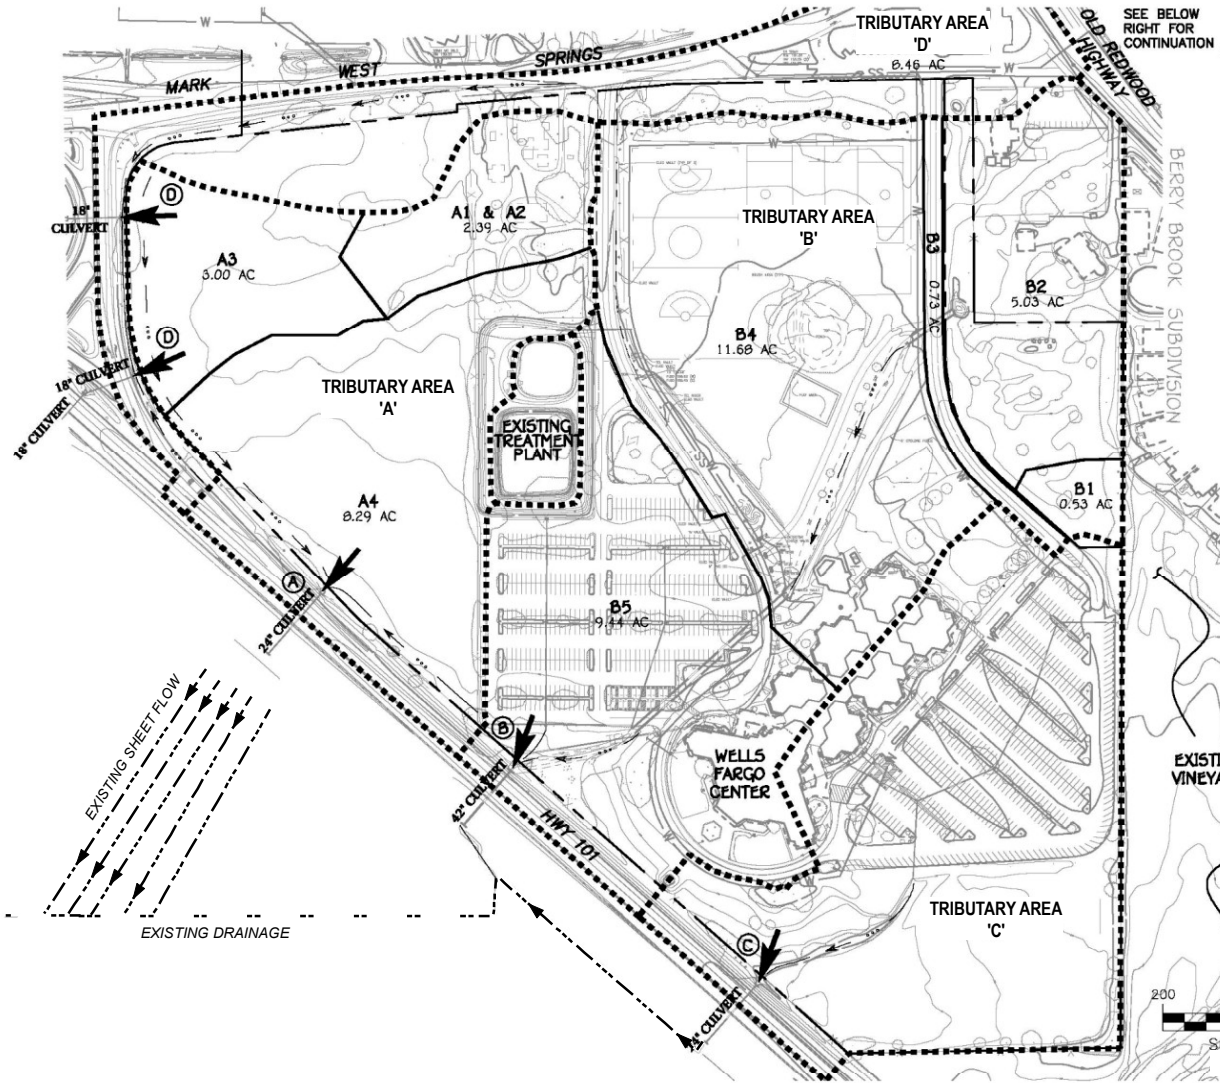 TRIBUTARY AREA
'D'
8.46 AC
SEE BELOW
RIGHT FOR
CONTINUATION
OLD REDWOOD
HIGHWAY
MARK WEST SPRINGS
W
W
W
W
BERRY BROOK SUBDIVISION
D
18"
CULVERT
A1 & A2
2.39 AC
A3
3.00 AC
TRIBUTARY AREA
'B'
B3 0.73 AC
B2
5.03 AC
B4
11.68 AC
D
18" CULVERT
18" CULVERT
TRIBUTARY AREA
'A'
EXISTING
TREATMENT
PLANT
A4
8.29 AC
B1
0.53 AC
A
24" CULVERT
B5
9.44 AC
EXISTING SHEET FLOW
B
42" CULVERT
WELLS
FARGO
CENTER
HWY 101
EXISTI
VINEYA
EXISTING DRAINAGE
TRIBUTARY AREA
'C'
C
24" CULVERT
200
S